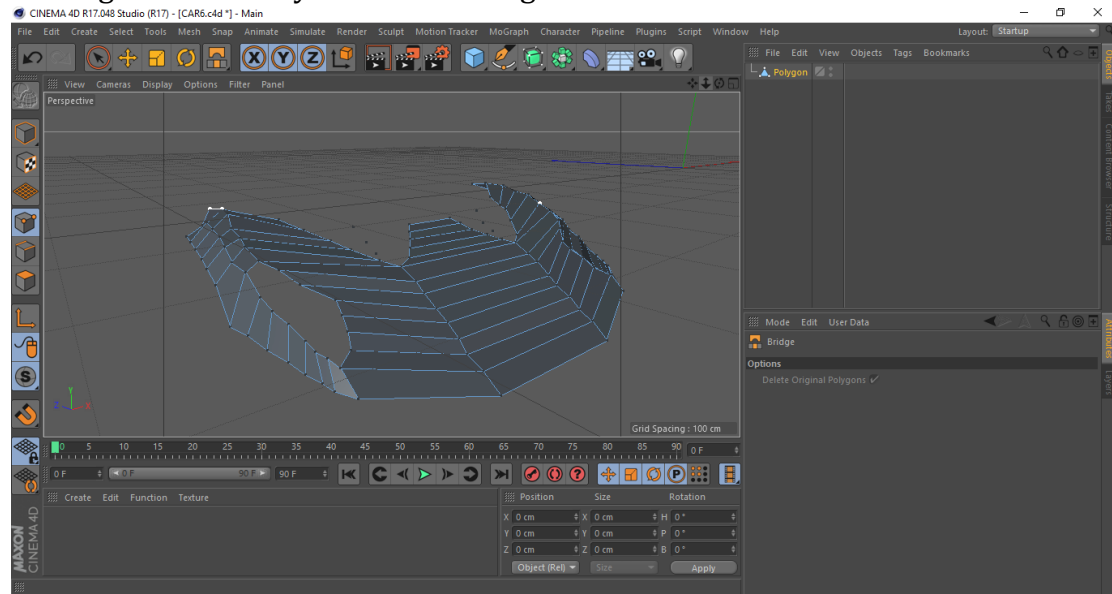 CINEMA 4D R17.048 Studio (R17) - [CAR6.c4d *] - Main
File Edit Create Select Tools Mesh Snap Animate Simulate Render Sculpt Motion Tracker MoGraph Character Pipeline Plugins Script Window Help Layout: Startup
X Y Z
File Edit View Objects Tags Bookmarks
Polygon
View Cameras Display Options Filter Panel
Perspective
Objects
Takes
Content Browser
Structure
Mode Edit User Data
Bridge
Options
Delete Original Polygons
Attributes
Layers
S
Y
Z X
Grid Spacing : 100 cm
0 5 10 15 20 25 30 35 40 45 50 55 60 65 70 75 80 85 90 0 F
0 F 0 F 90 F 90 F P
Create Edit Function Texture
Position Size Rotation
X 0 cm X 0 cm H 0 °
Y 0 cm Y 0 cm P 0 °
Z 0 cm Z 0 cm B 0 °
Object (Rel) Size Apply
MAXON
CINEMA 4D